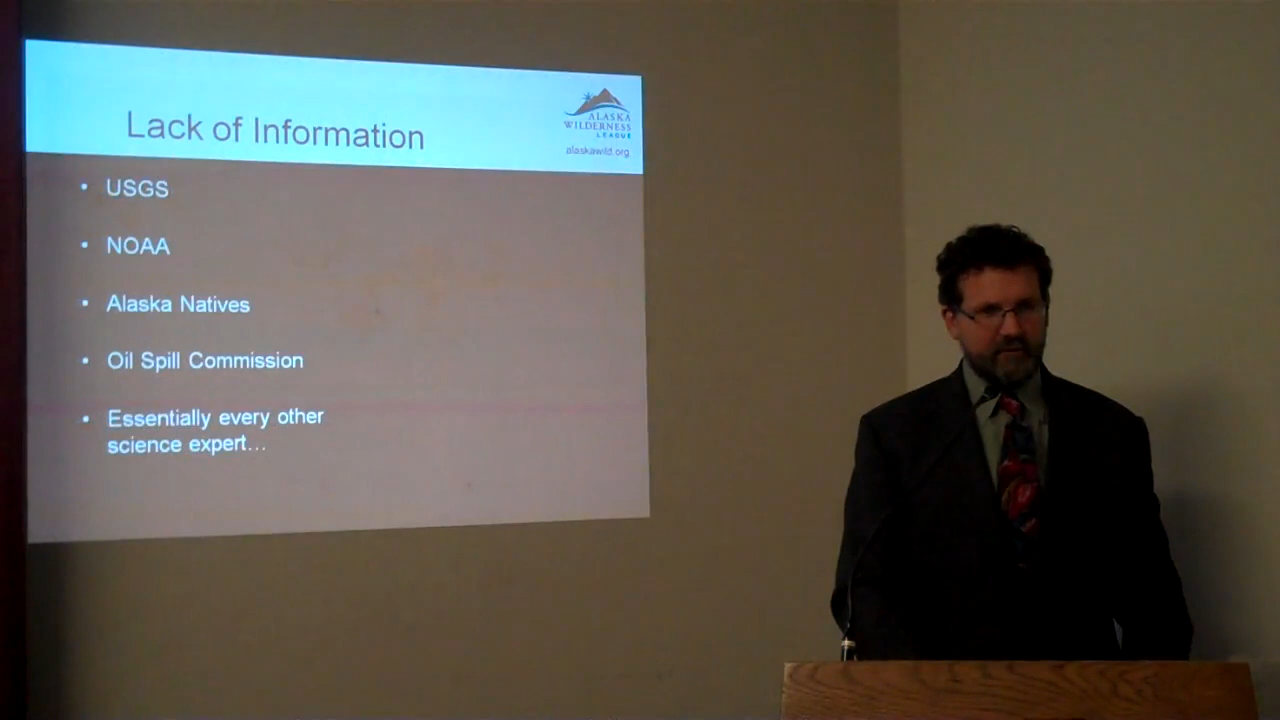 Lack of Information
ALASKA
WILDERNESS
LEAGUE
alaskawild.org
• USGS
• NOAA
• Alaska Natives
• Oil Spill Commission
• Essentially every other
science expert...